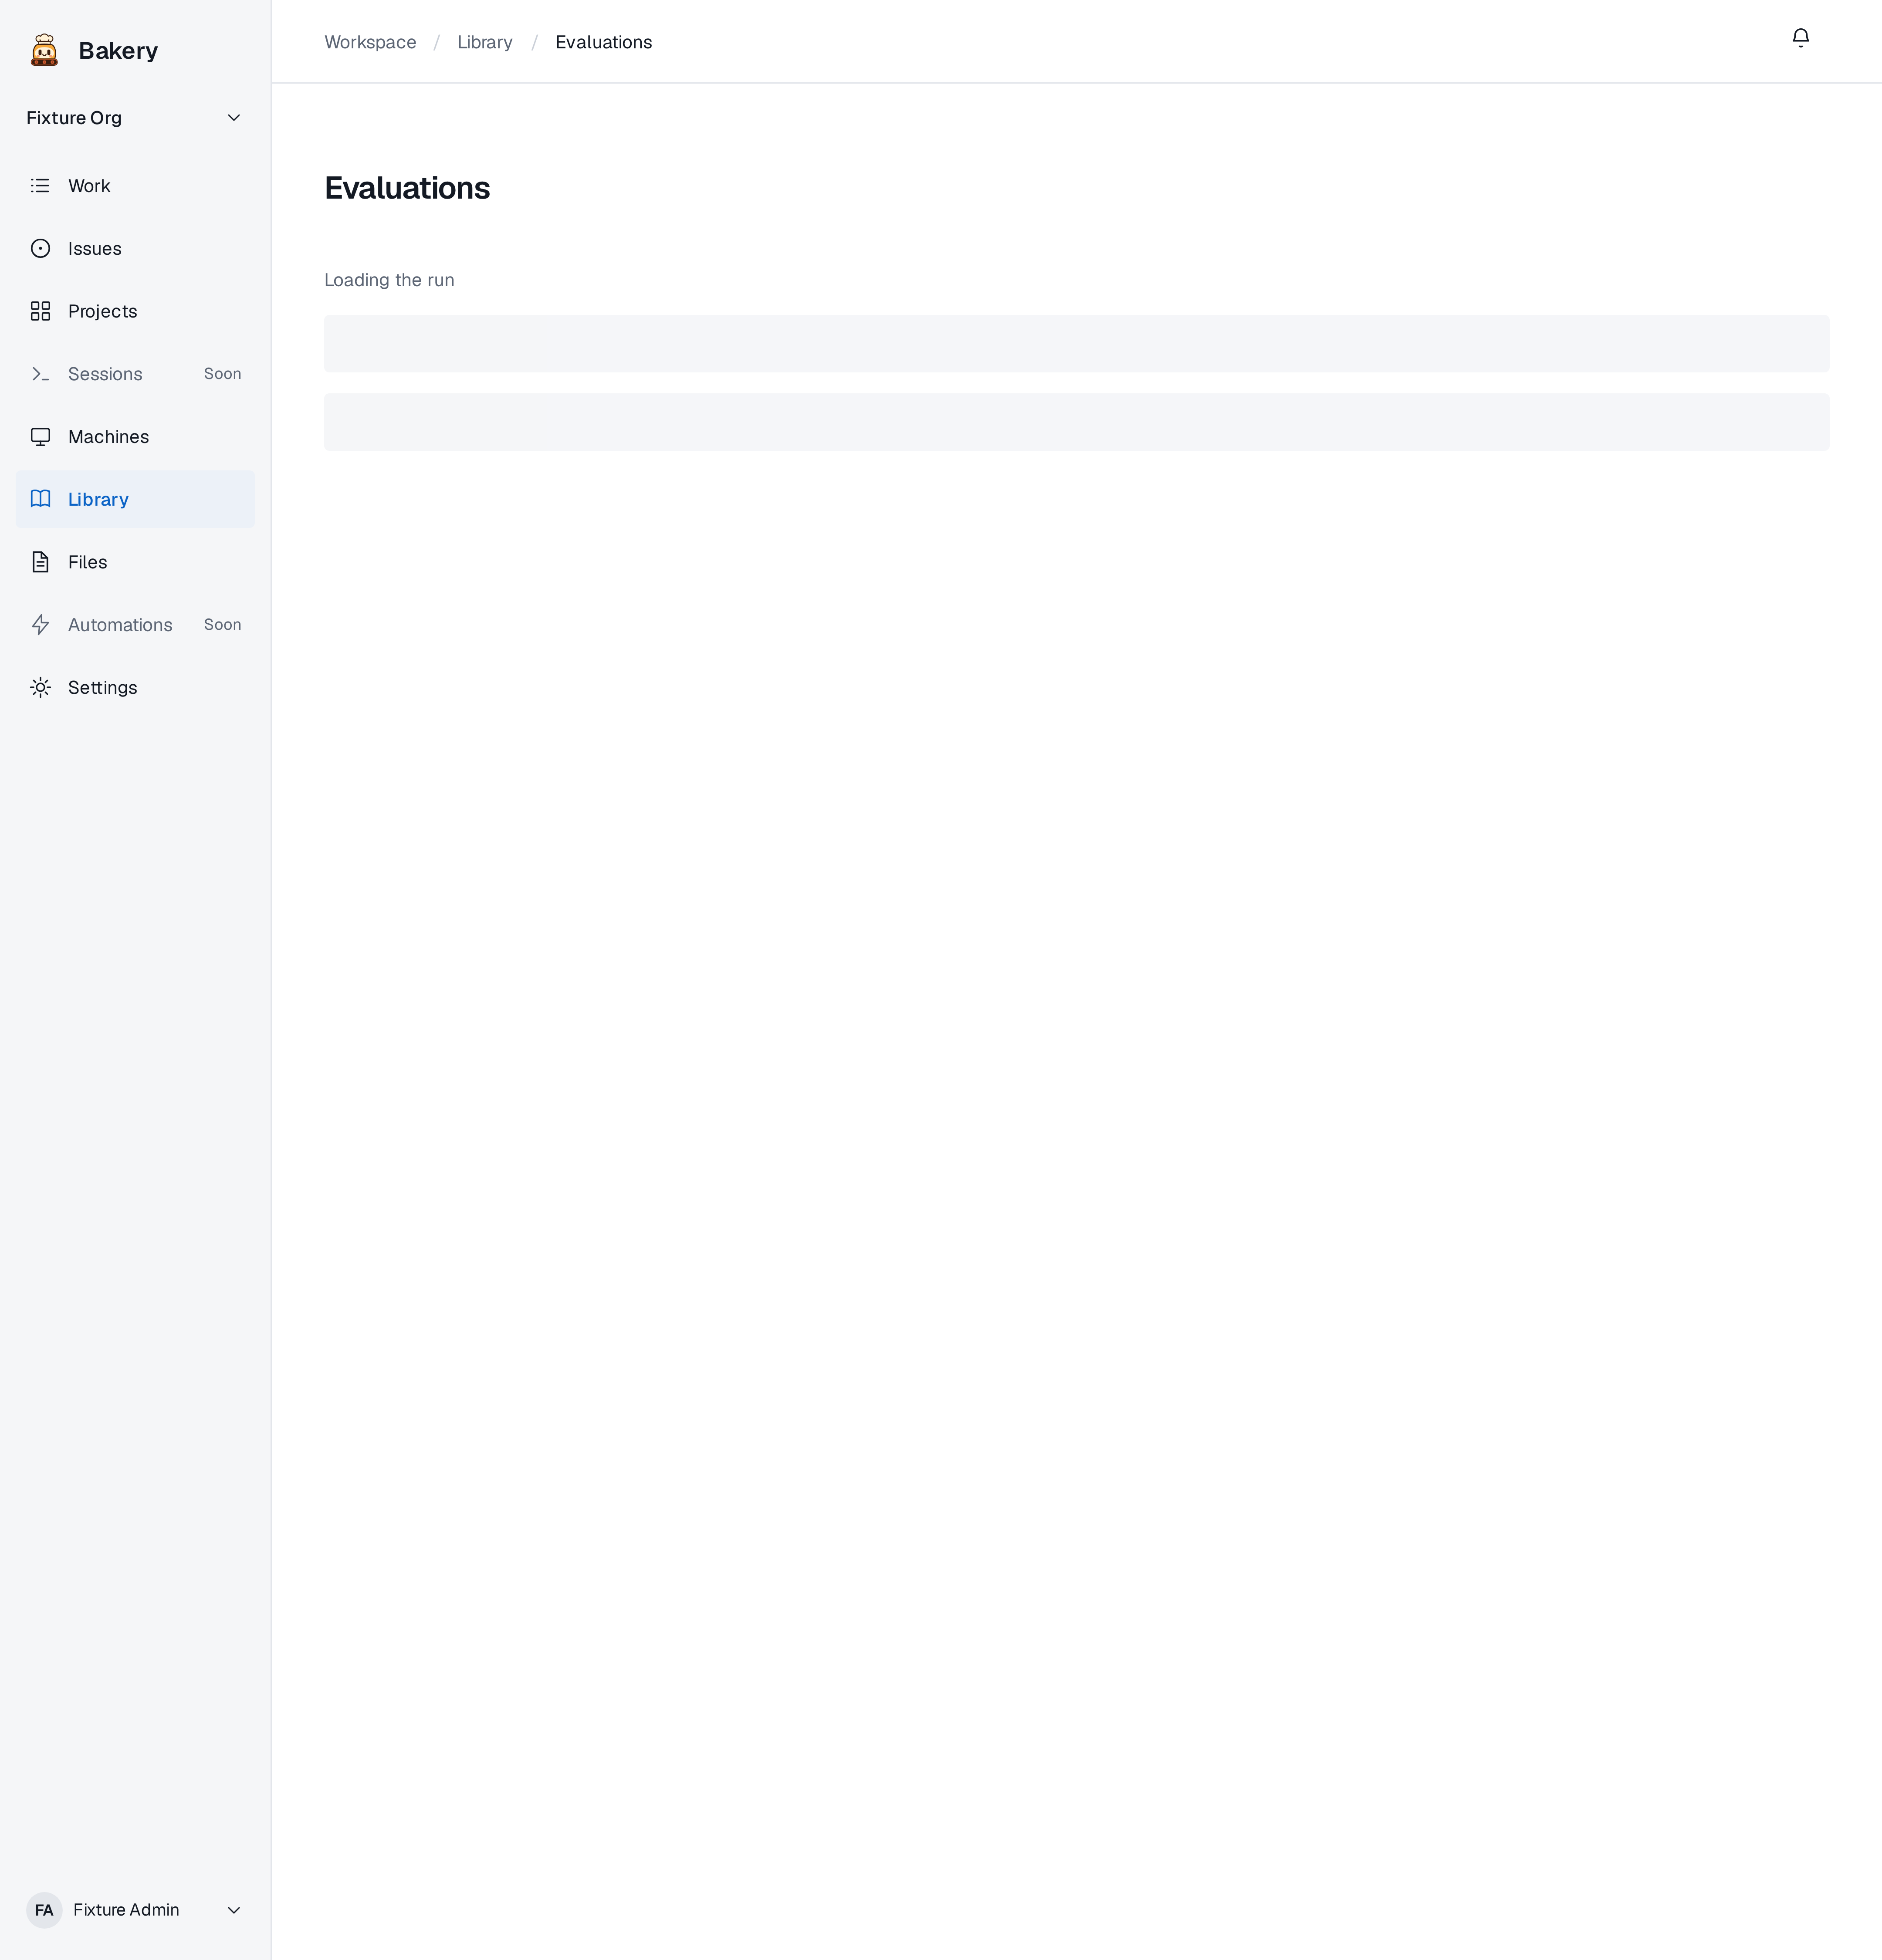 Bakery
Fixture Org
Work
Issues
Projects
Sessions Soon
Machines
Library
Files
Automations Soon
Settings
FA Fixture Admin
Workspace / Library / Evaluations
Evaluations
Loading the run